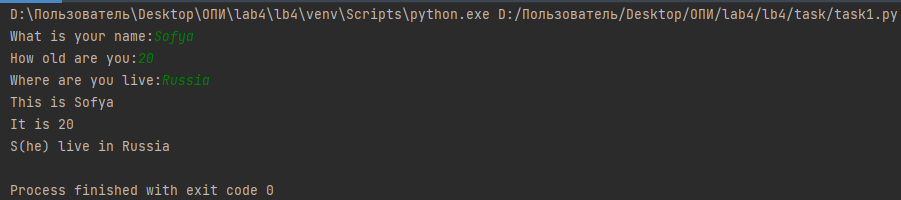 D:\Пользователь\Desktop\ОПИ\lab4\lb4\venv\Scripts\python.exe D:/Пользователь/Desktop/ОПИ/lab4/lb4/task/task1.py
What is your name:Sofya
How old are you:20
Where are you live:Russia
This is Sofya
It is 20
S(he) live in Russia
Process finished with exit code 0